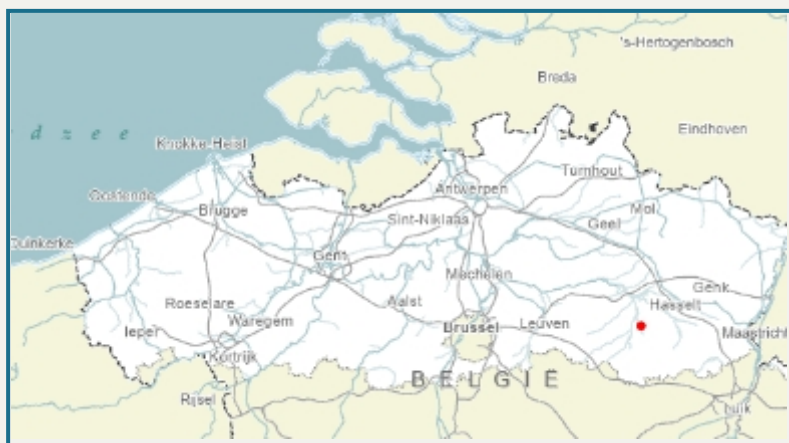 's-Hertogenbosch
Breda
d z e e
Eindhoven
Knokke-Heist
Turnhout
Antwerpen
Oostende
Mol
Brugge
Sint-Niklaas
Geel
Duinkerke
Gent
Mechelen
Genk
Roeselare
Aalst
Hasselt
Waregem
Brussel
Leuven
Ieper
Maastricht
Kortrijk
BELGIË
Rijsel
Luik